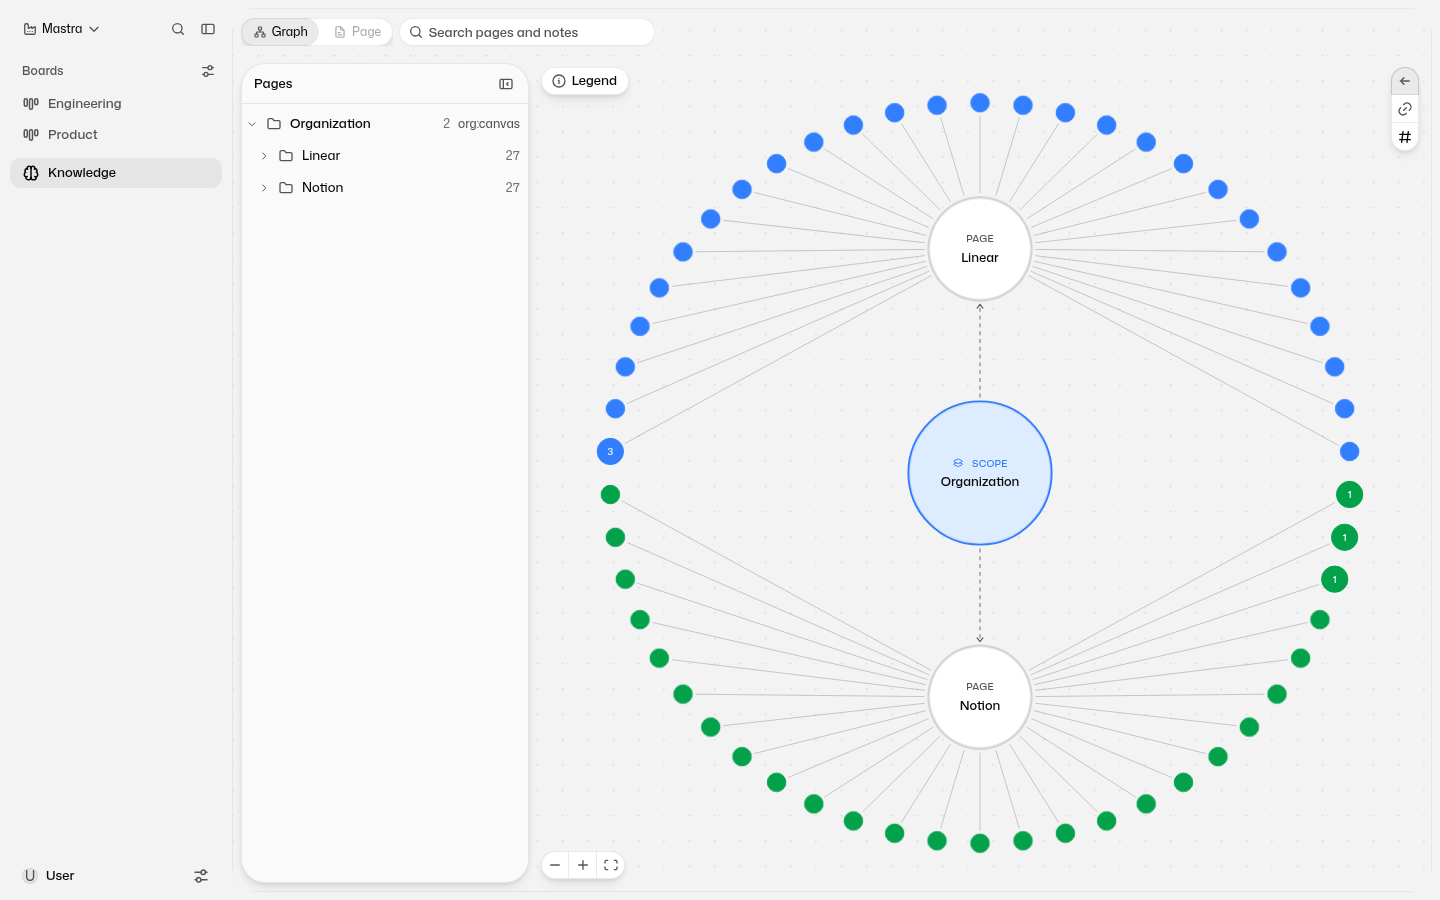 Mastra
Boards
Engineering
Product
Knowledge
U User
Graph
Page
Search pages and notes
Pages
Organization 2 org:canvas
Linear 27
Notion 27
Legend
PAGE
Linear
3
SCOPE
Organization
1
1
1
PAGE
Notion